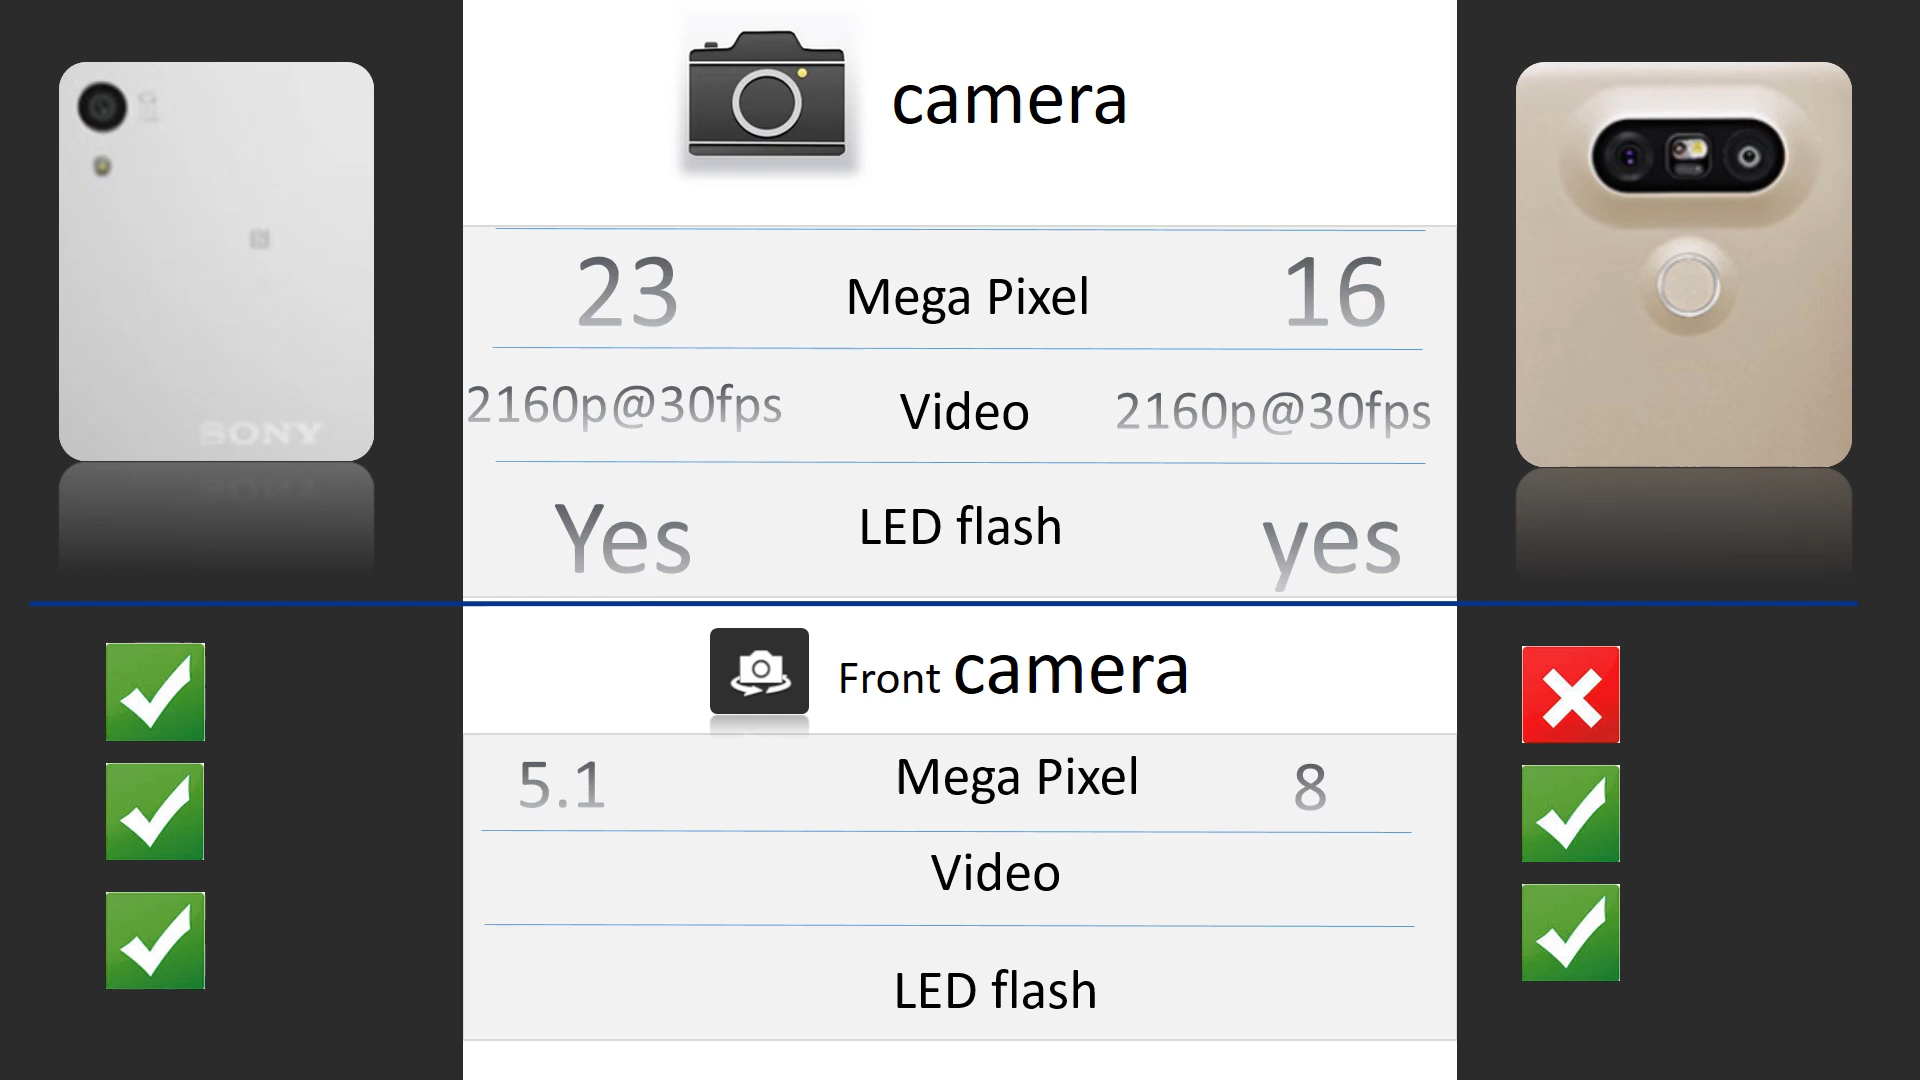 camera
23 Mega Pixel 16
2160p@30fps Video 2160p@30fps
SONY
Yes LED flash yes
Front camera
5.1 Mega Pixel 8
Video
LED flash